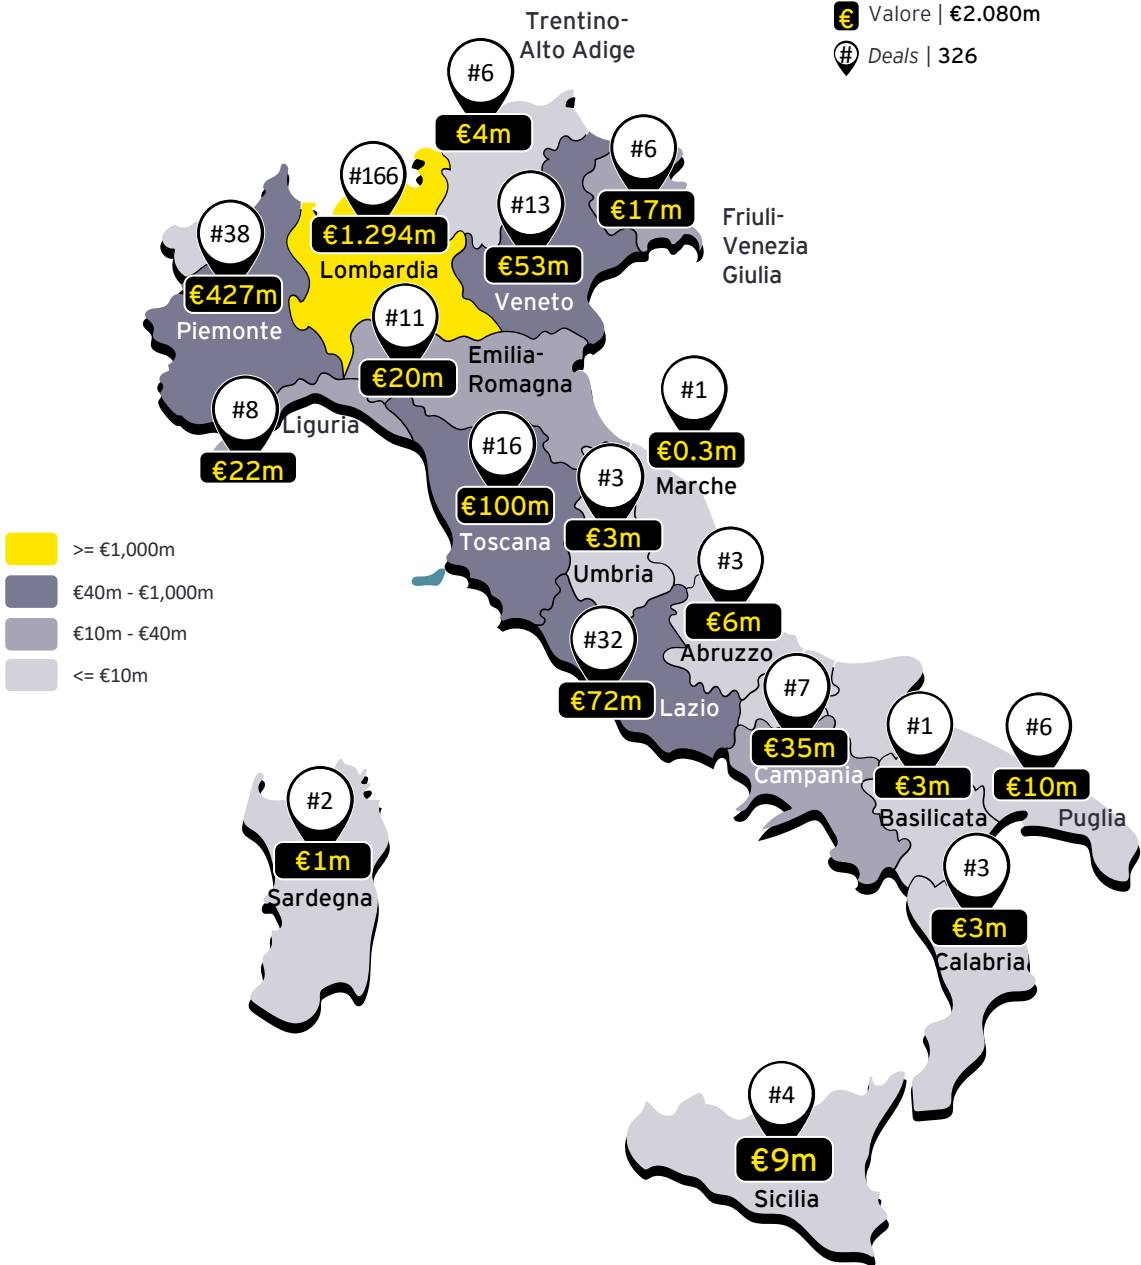 Trentino-
Alto Adige
€ Valore | €2.080m
# Deals | 326
#6
€4m
#6
€17m
Friuli-
Venezia
Giulia
#166
€1.294m
Lombardia
#13
€53m
Veneto
#38
€427m
Piemonte
#11
€20m
Emilia-
Romagna
#8
€22m
Liguria
#1
€0.3m
Marche
#16
€100m
Toscana
#3
€3m
Umbria
>= €1,000m
€40m - €1,000m
€10m - €40m
<= €10m
#3
€6m
Abruzzo
#32
€72m
Lazio
#7
€35m
Campania
#1
€3m
Basilicata
#6
€10m
Puglia
#2
€1m
Sardegna
#3
€3m
Calabria
#4
€9m
Sicilia